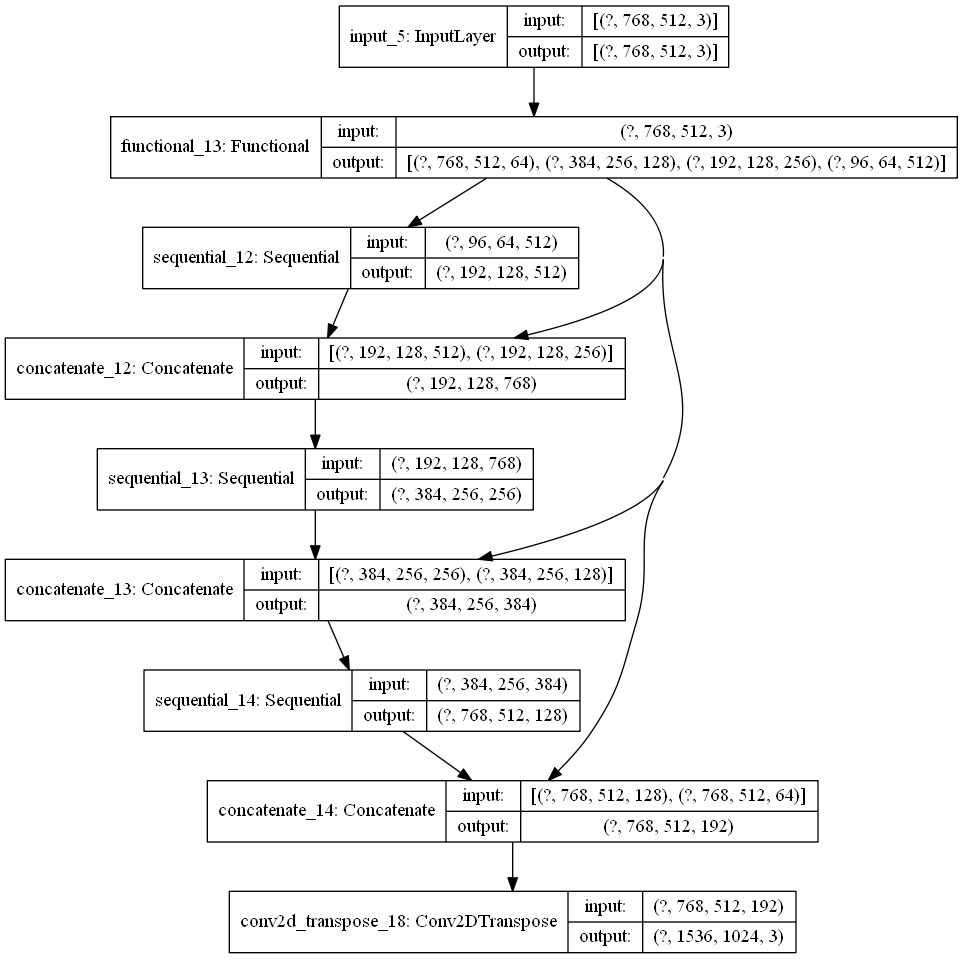 input_5: InputLayer
input: [(?, 768, 512, 3)]
output: [(?, 768, 512, 3)]
functional_13: Functional
input: (?, 768, 512, 3)
output: [(?, 768, 512, 64), (?, 384, 256, 128), (?, 192, 128, 256), (?, 96, 64, 512)]
sequential_12: Sequential
input: (?, 96, 64, 512)
output: (?, 192, 128, 512)
concatenate_12: Concatenate
input: [(?, 192, 128, 512), (?, 192, 128, 256)]
output: (?, 192, 128, 768)
sequential_13: Sequential
input: (?, 192, 128, 768)
output: (?, 384, 256, 256)
concatenate_13: Concatenate
input: [(?, 384, 256, 256), (?, 384, 256, 128)]
output: (?, 384, 256, 384)
sequential_14: Sequential
input: (?, 384, 256, 384)
output: (?, 768, 512, 128)
concatenate_14: Concatenate
input: [(?, 768, 512, 128), (?, 768, 512, 64)]
output: (?, 768, 512, 192)
conv2d_transpose_18: Conv2DTranspose
input: (?, 768, 512, 192)
output: (?, 1536, 1024, 3)